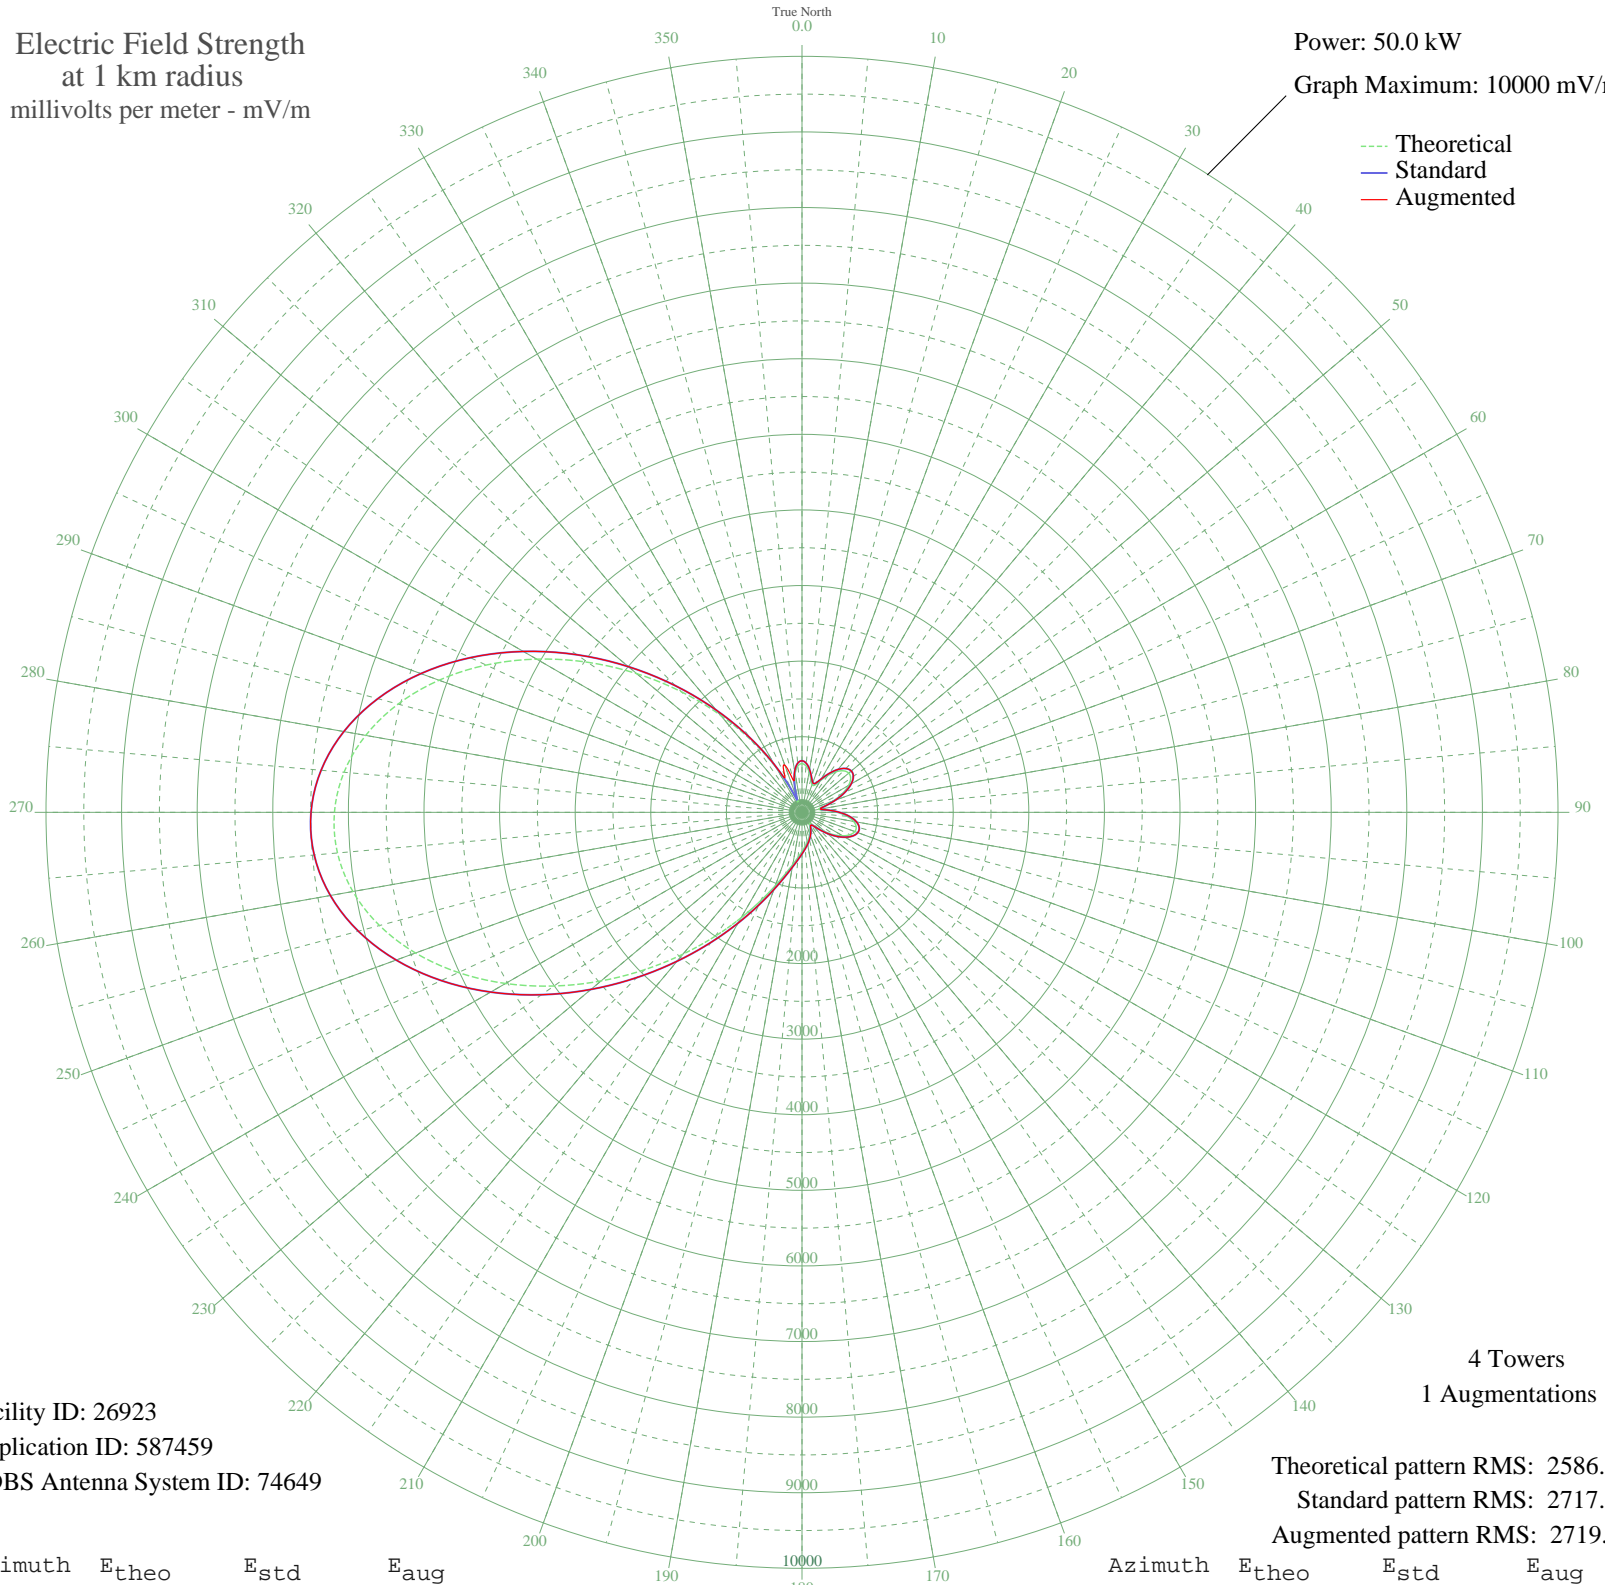 True North
Electric Field Strength
at 1 km radius
millivolts per meter - mV/m
Power: 50.0 kW
Graph Maximum: 10000 mV/
Theoretical
Standard
Augmented
0.0
10
20
30
40
50
60
70
80
90
100
110
120
130
140
150
160
170
190
200
210
220
230
240
250
260
270
280
290
300
310
320
330
340
350
2000
3000
4000
5000
6000
7000
8000
9000
10000
4 Towers
1 Augmentations
cility ID: 26923
plication ID: 587459
DBS Antenna System ID: 74649
Theoretical pattern RMS: 2586.
Standard pattern RMS: 2717.
Augmented pattern RMS: 2719.
imuth Etheo Estd Eaug
Azimuth Etheo Estd Eaug